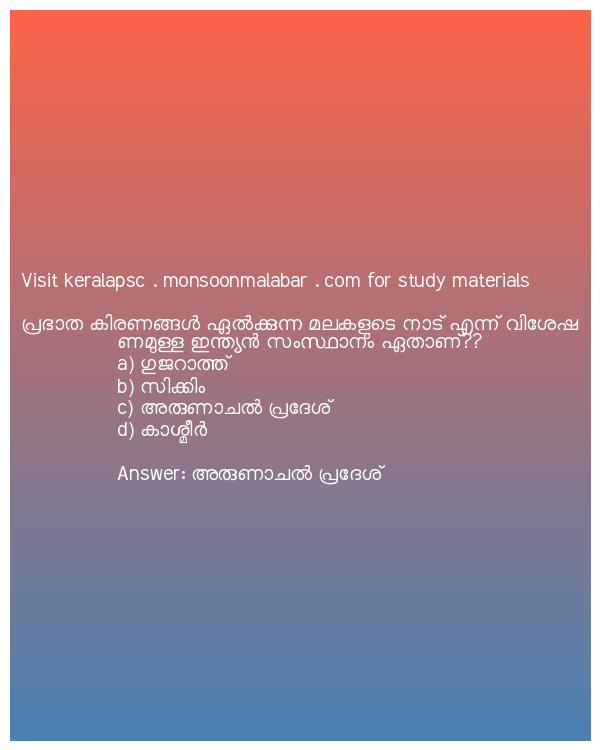 Visit keralapsc . monsoonmalabar . com for study materials
പ്രഭാത കിരണങ്ങൾ ഏൽക്കുന്ന മലകളുടെ നാട് എന്ന് വിശേഷ
ണമുള്ള ഇന്ത്യൻ സംസ്ഥാനം ഏതാണ്??
a) ഗുജറാത്ത്
b) സിക്കിം
c) അരുണാചൽ പ്രദേശ്
d) കാശ്മീർ
Answer: അരുണാചൽ പ്രദേശ്